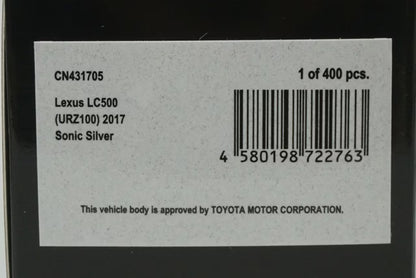 CN431705
1 of 400 pcs.
Lexus LC500
(URZ100) 2017
Sonic Silver
4 580198 722763
This vehicle body is approved by TOYOTA MOTOR CORPORATION.